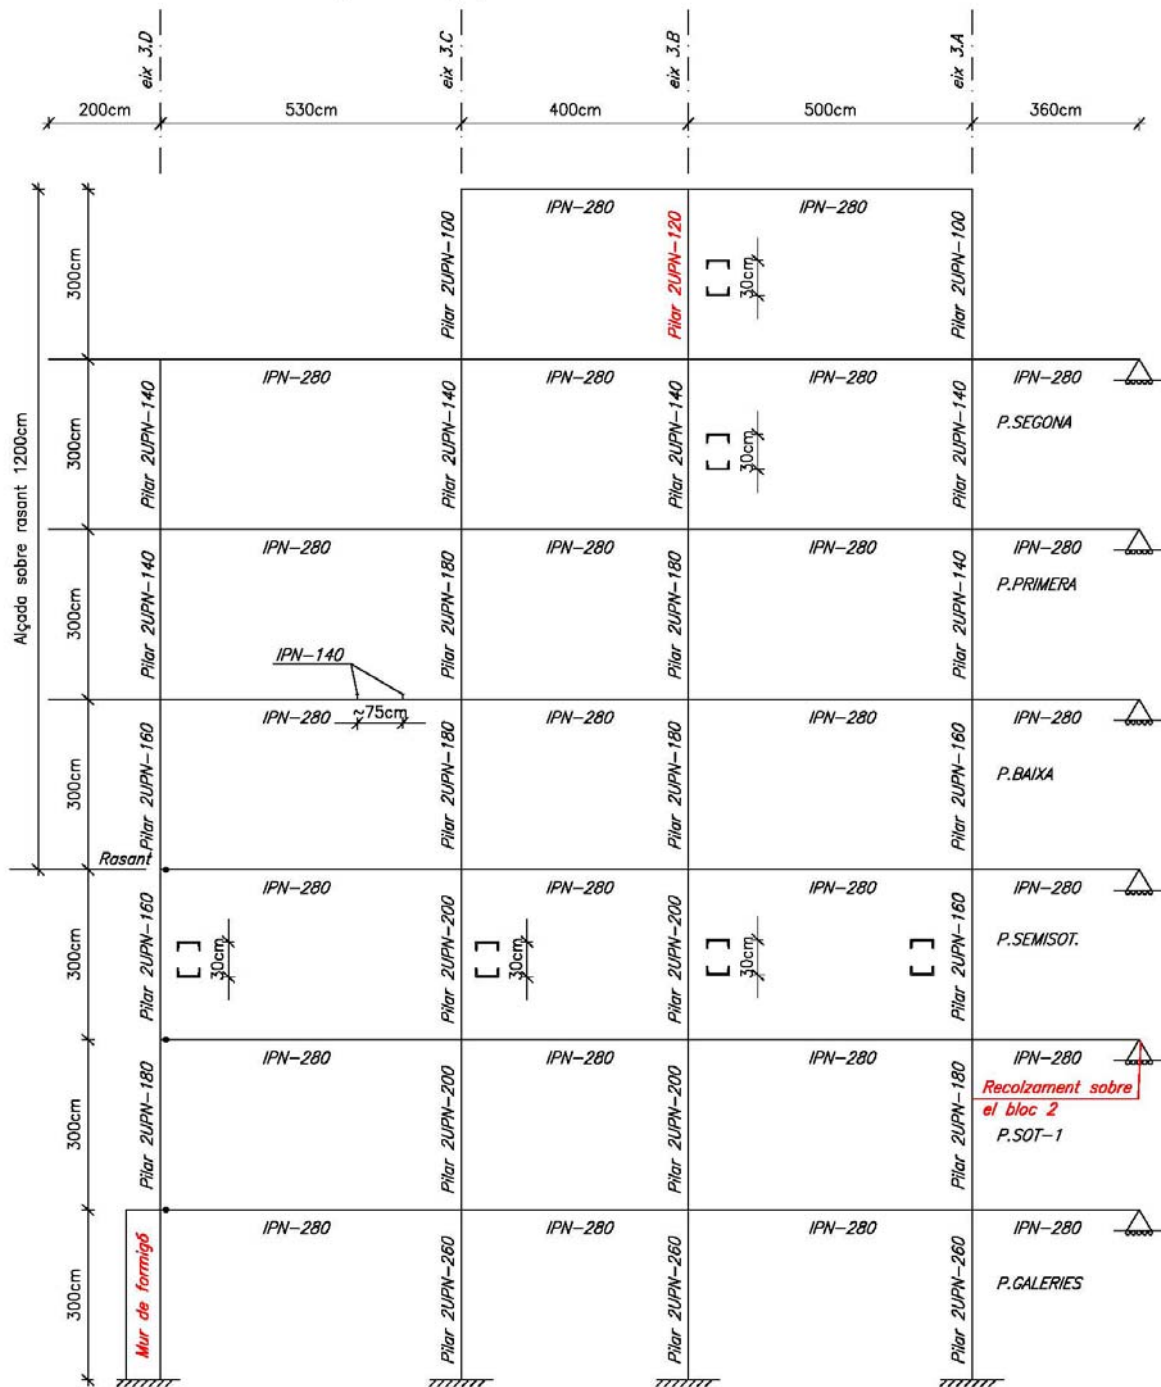 eix 3.D
eix 3.C
eix 3.B
eix 3.A
200cm
530cm
400cm
500cm
360cm
IPN-280
IPN-280
300cm
Pilar 2UPN-100
Pilar 2UPN-120
30cm
Pilar 2UPN-100
IPN-280
IPN-280
IPN-280
IPN-280
Alçada sobre rasant 1200cm
300cm
Pilar 2UPN-140
Pilar 2UPN-140
Pilar 2UPN-140
30cm
Pilar 2UPN-140
P.SEGONA
IPN-280
IPN-280
IPN-280
IPN-280
300cm
Pilar 2UPN-140
Pilar 2UPN-180
Pilar 2UPN-180
Pilar 2UPN-140
P.PRIMERA
IPN-140
~75cm
IPN-280
IPN-280
IPN-280
IPN-280
300cm
Pilar 2UPN-160
Pilar 2UPN-180
Pilar 2UPN-180
Pilar 2UPN-160
P.BAIXA
Rasant
IPN-280
IPN-280
IPN-280
IPN-280
300cm
Pilar 2UPN-160
30cm
Pilar 2UPN-200
30cm
Pilar 2UPN-200
30cm
Pilar 2UPN-160
P.SEMISOT.
IPN-280
IPN-280
IPN-280
IPN-280
300cm
Pilar 2UPN-180
Pilar 2UPN-200
Pilar 2UPN-200
Pilar 2UPN-180
Recolzament sobre
el bloc 2
P.SOT-1
IPN-280
IPN-280
IPN-280
IPN-280
300cm
Mur de formigó
Pilar 2UPN-260
Pilar 2UPN-260
Pilar 2UPN-260
P.GALERIES